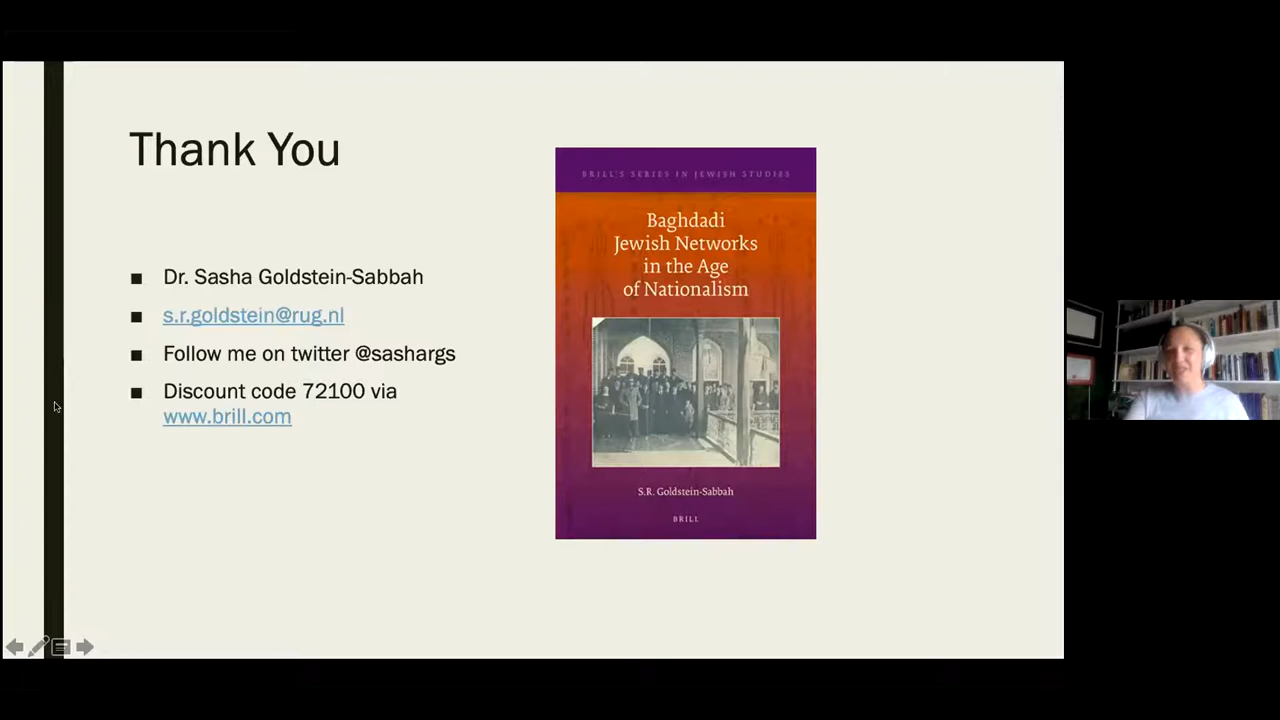 Thank You
Dr. Sasha Goldstein-Sabbah
s.r.goldstein@rug.nl
Follow me on twitter @sashargs
Discount code 72100 via
www.brill.com
BRILL'S SERIES IN JEWISH STUDIES
Baghdadi
Jewish Networks
in the Age
of Nationalism
S.R. Goldstein-Sabbah
BRILL